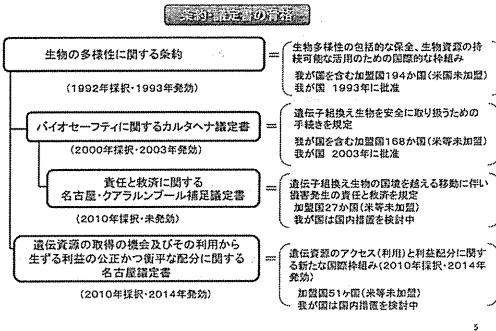 条約・議定書の骨格
生物の多様性に関する条約
(1992年採択・1993年発効)
=
生物多様性の包括的な保全、生物資源の持
続可能な活用のための国際的な枠組み
我が国を含む加盟国194か国(米国未加盟)
我が国 1993年に批准
バイオセーフティに関するカルタヘナ議定書
(2000年採択・2003年発効)
=
遺伝子組換え生物を安全に取り扱うための
手続きを規定
我が国を含む加盟国168か国(米等未加盟)
我が国 2003年に批准
責任と救済に関する
名古屋・クアラルンプール補足議定書
(2010年採択・未発効)
=
遺伝子組換え生物の国境を越える移動に伴い
損害発生の責任と救済を規定
加盟国27か国(米等未加盟)
我が国は国内措置を検討中
遺伝資源の取得の機会及びその利用から
生ずる利益の公正かつ衡平な配分に関する
名古屋議定書
(2010年採択・2014年発効)
=
遺伝資源のアクセス(利用)と利益配分に関す
る新たな国際枠組み(2010年採択・2014年
発効)
加盟国51ヶ国(米等未加盟)
我が国は国内措置を検討中
5